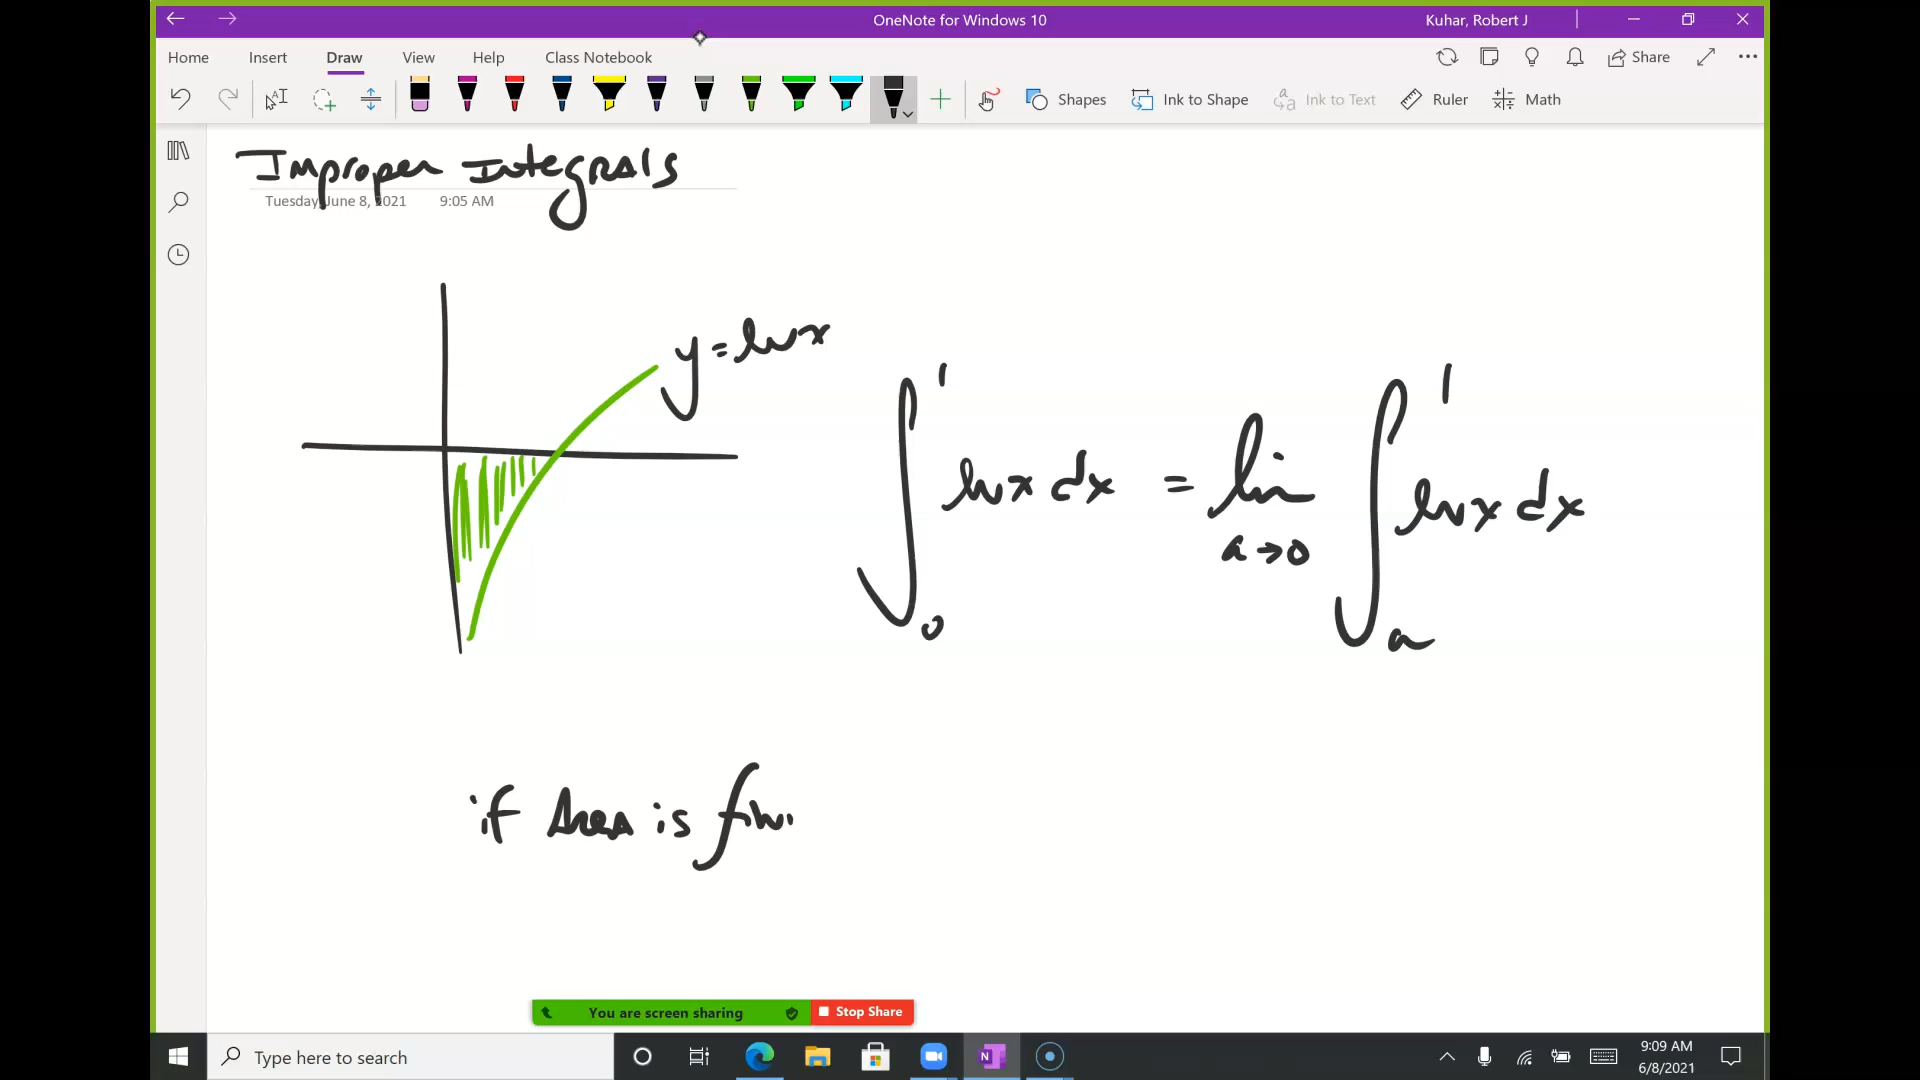 OneNote for Windows 10
Kuhar, Robert J
Home Insert Draw View Help Class Notebook Share
Shapes Ink to Shape Ink to Text Ruler Math
Improper Integrals
Tuesday, June 8, 2021 9:05 AM
y = ln x
∫₀¹ ln x dx = lim a→0 ∫ₐ¹ ln x dx
if Area is fin
You are screen sharing Stop Share
Type here to search
9:09 AM
6/8/2021